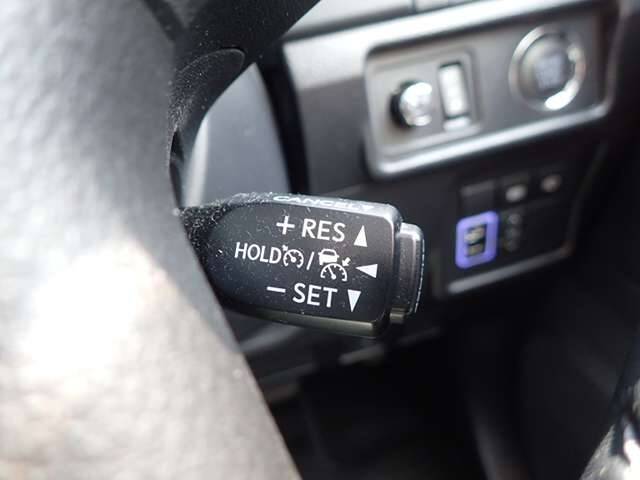 CANCEL
+ RES
HOLD /
− SET